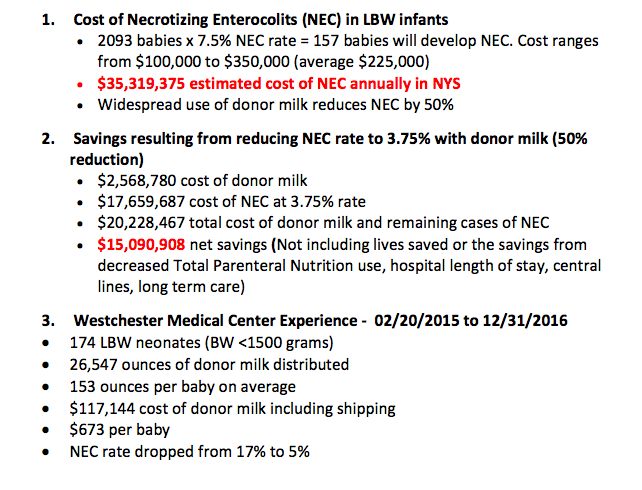 1. Cost of Necrotizing Enterocolits (NEC) in LBW infants
• 2093 babies x 7.5% NEC rate = 157 babies will develop NEC. Cost ranges
from $100,000 to $350,000 (average $225,000)
• $35,319,375 estimated cost of NEC annually in NYS
• Widespread use of donor milk reduces NEC by 50%
2. Savings resulting from reducing NEC rate to 3.75% with donor milk (50%
reduction)
• $2,568,780 cost of donor milk
• $17,659,687 cost of NEC at 3.75% rate
• $20,228,467 total cost of donor milk and remaining cases of NEC
• $15,090,908 net savings (Not including lives saved or the savings from
decreased Total Parenteral Nutrition use, hospital length of stay, central
lines, long term care)
3. Westchester Medical Center Experience - 02/20/2015 to 12/31/2016
• 174 LBW neonates (BW <1500 grams)
• 26,547 ounces of donor milk distributed
• 153 ounces per baby on average
• $117,144 cost of donor milk including shipping
• $673 per baby
• NEC rate dropped from 17% to 5%